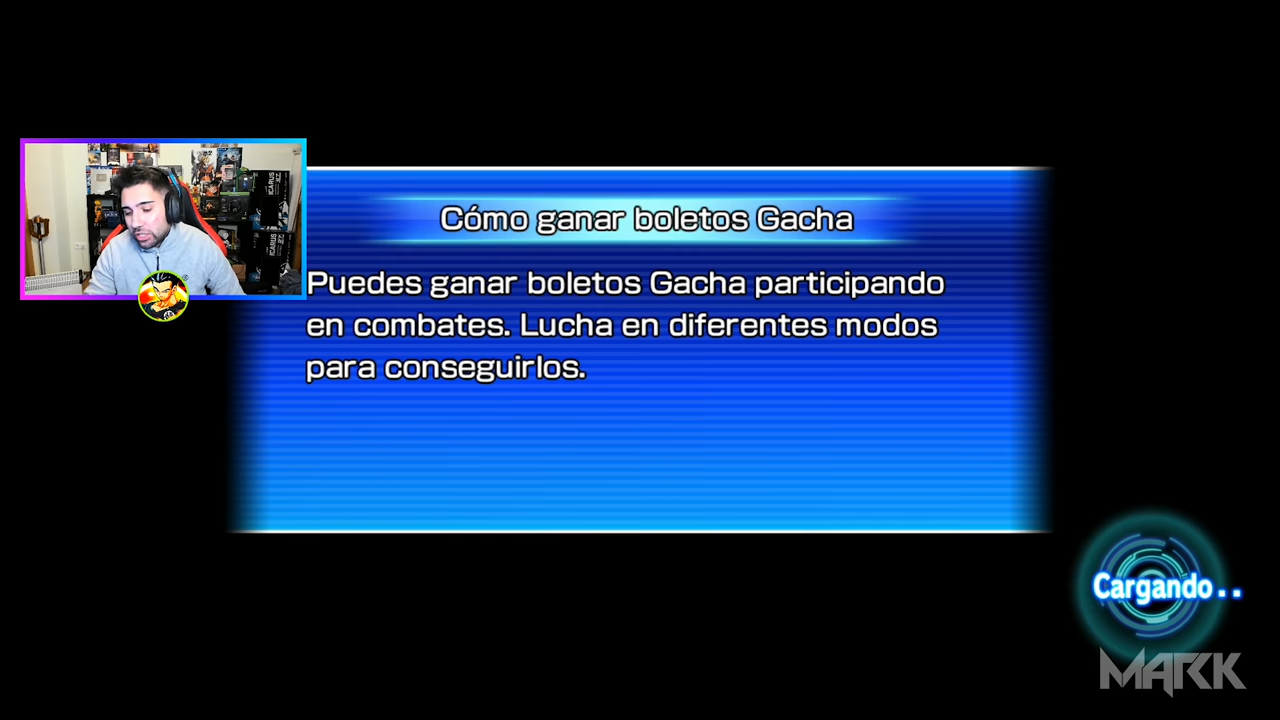 Cómo ganar boletos Gacha
Puedes ganar boletos Gacha participando
en combates. Lucha en diferentes modos
para conseguirlos.
Cargando..
MARK